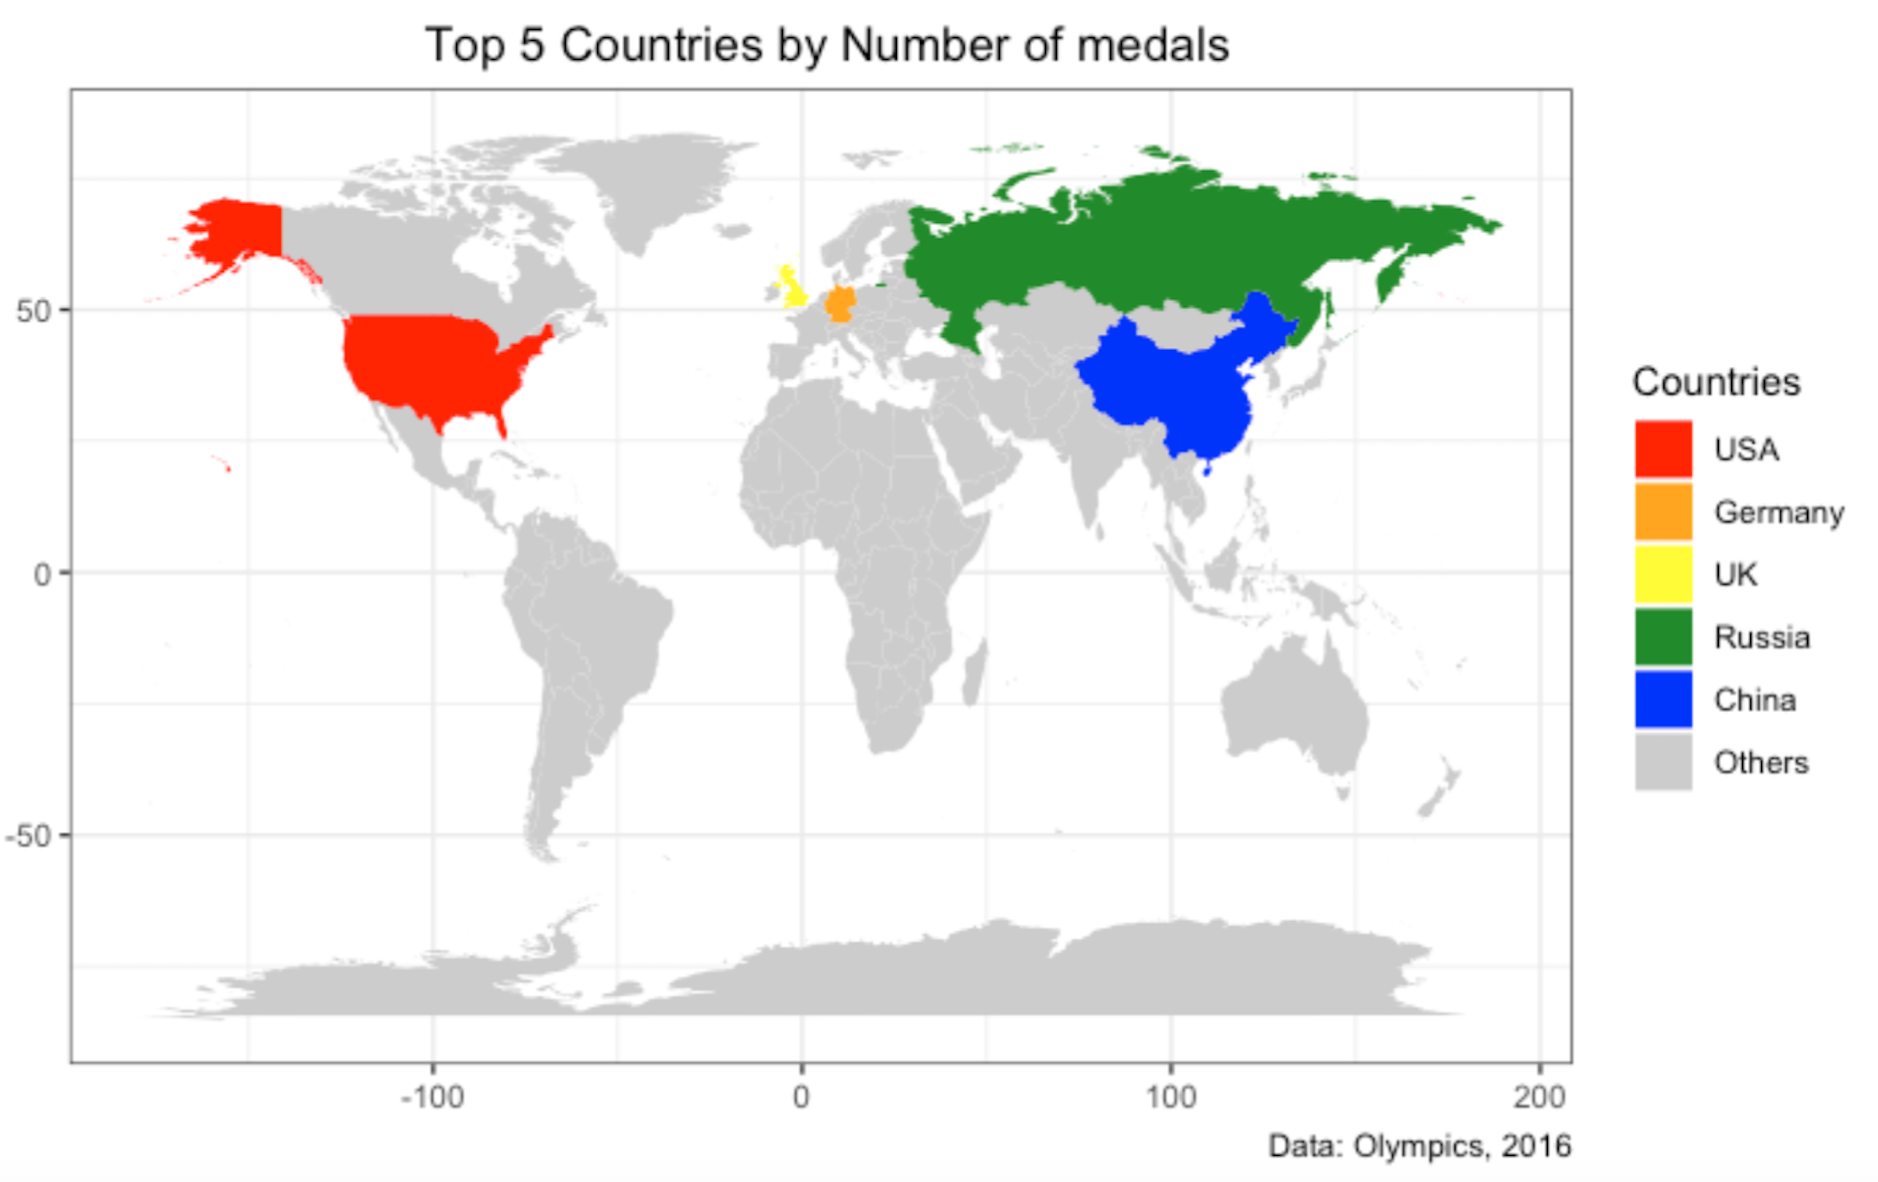 Top 5 Countries by Number of medals
50
0
-50
-100 0 100 200
Countries
USA
Germany
UK
Russia
China
Others
Data: Olympics, 2016